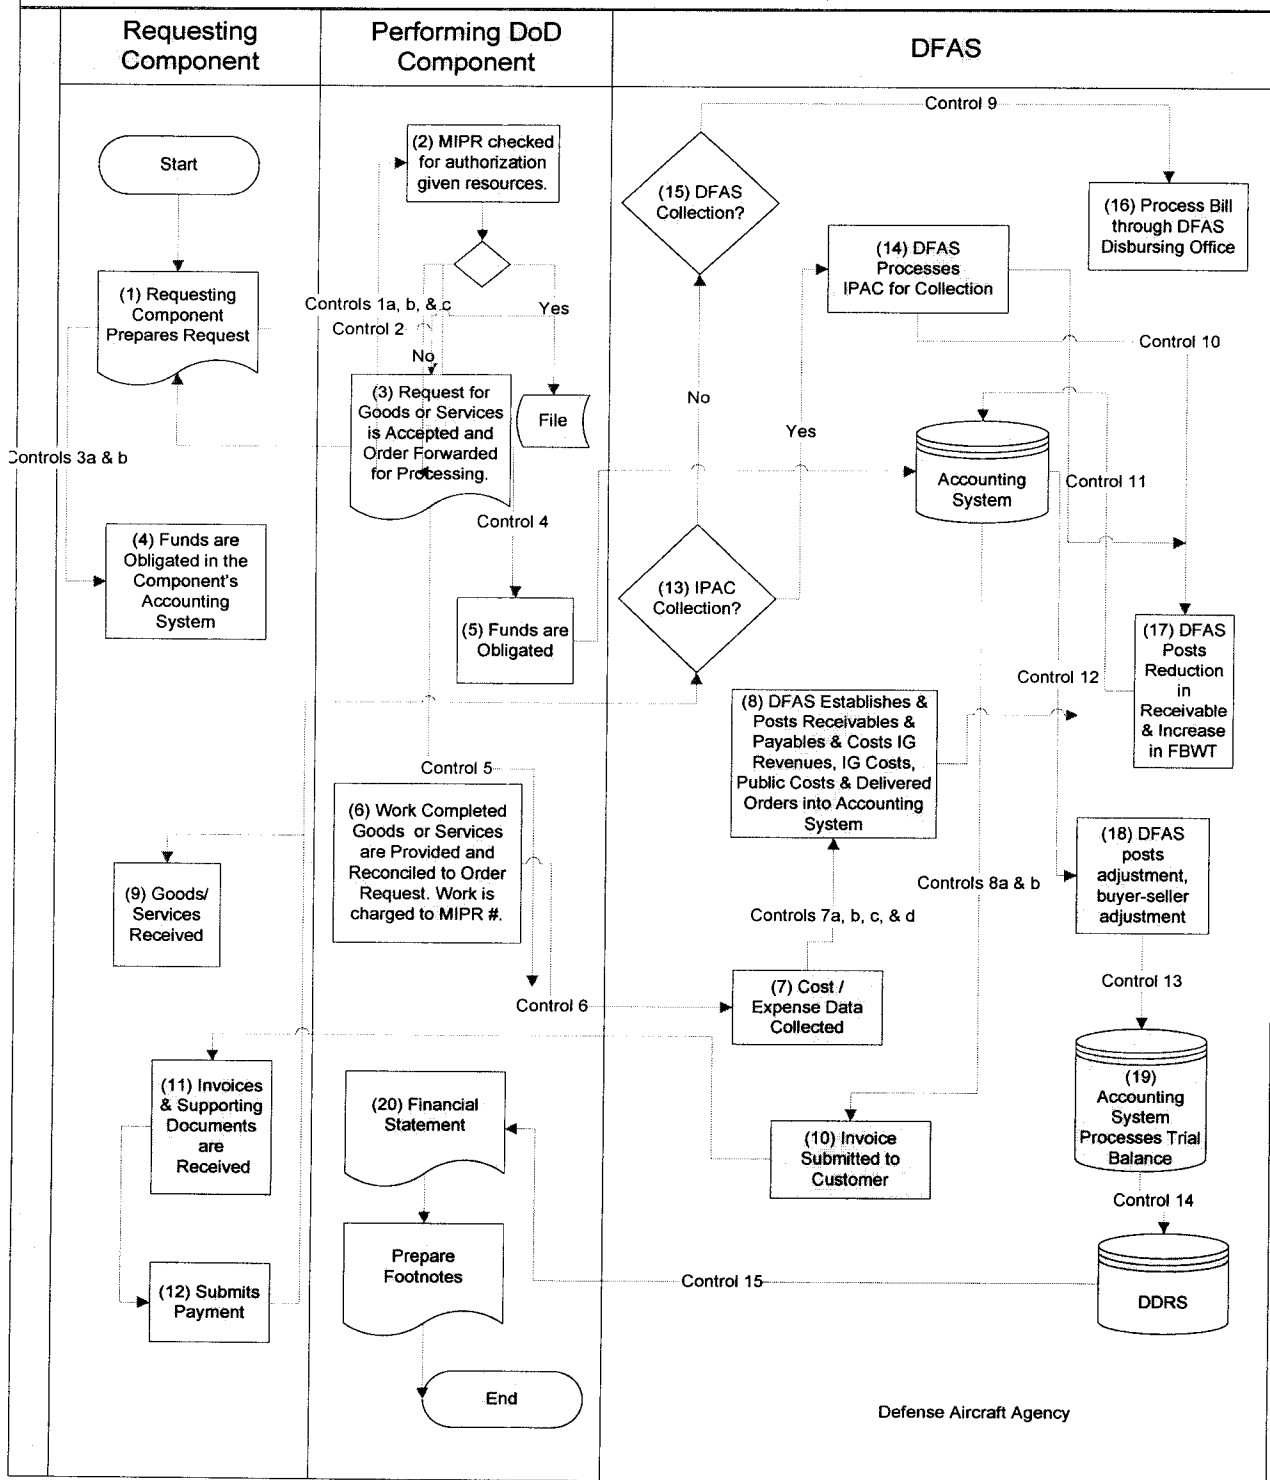 Requesting
Component
Performing DoD
Component
DFAS
Start
(1) Requesting
Component
Prepares Request
Controls 3a & b
(4) Funds are
Obligated in the
Component's
Accounting
System
(9) Goods/
Services
Received
(11) Invoices
& Supporting
Documents
are
Received
(12) Submits
Payment
(2) MIPR checked
for authorization
given resources.
Controls 1a, b, & c
Yes
Control 2
No
(3) Request for
Goods or Services
is Accepted and
Order Forwarded
for Processing.
File
Control 4
(5) Funds are
Obligated
Control 5
(6) Work Completed
Goods or Services
are Provided and
Reconciled to Order
Request. Work is
charged to MIPR #.
Control 6
(20) Financial
Statement
Prepare
Footnotes
End
Control 9
(15) DFAS
Collection?
(16) Process Bill
through DFAS
Disbursing Office
(14) DFAS
Processes
IPAC for Collection
Control 10
No
Yes
Accounting
System
Control 11
(13) IPAC
Collection?
(17) DFAS
Posts
Reduction
in
Receivable
& Increase
in FBWT
Control 12
(8) DFAS Establishes &
Posts Receivables &
Payables & Costs IG
Revenues, IG Costs,
Public Costs & Delivered
Orders into Accounting
System
(18) DFAS
posts
adjustment,
buyer-seller
adjustment
Controls 8a & b
Controls 7a, b, c, & d
(7) Cost /
Expense Data
Collected
Control 13
(19)
Accounting
System
Processes Trial
Balance
(10) Invoice
Submitted to
Customer
Control 14
Control 15
DDRS
Defense Aircraft Agency